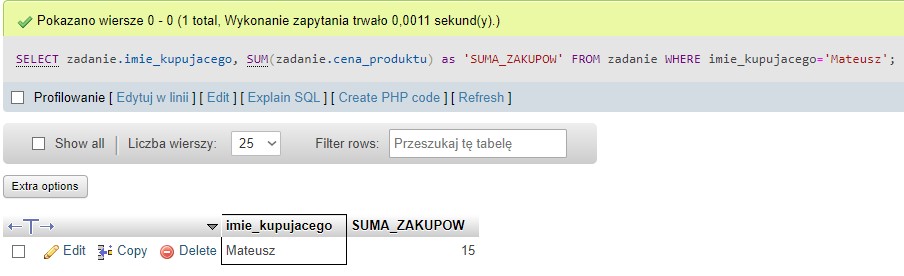 Pokazano wiersze 0 - 0 (1 total, Wykonanie zapytania trwało 0,0011 sekund(y).)
SELECT zadanie.imie_kupujacego, SUM(zadanie.cena_produktu) as 'SUMA_ZAKUPOW' FROM zadanie WHERE imie_kupujacego='Mateusz';
Profilowanie [ Edytuj w linii ] [ Edit ] [ Explain SQL ] [ Create PHP code ] [ Refresh ]
Show all Liczba wierszy: 25 Filter rows: Przeszukaj tę tabelę
Extra options
←T→ imie_kupujacego SUMA_ZAKUPOW
Edit Copy Delete Mateusz 15